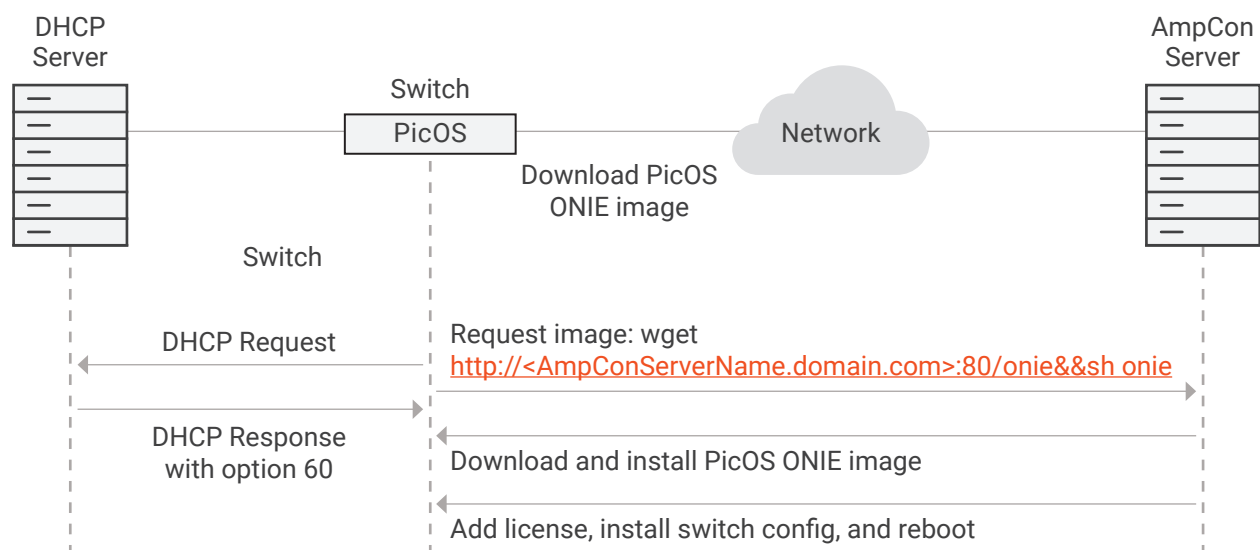 DHCP
Server
AmpCon
Server
Switch
PicOS
Network
Download PicOS
ONIE image
Switch
DHCP Request
Request image: wget
http://<AmpConServerName.domain.com>:80/onie&&sh onie
DHCP Response
with option 60
Download and install PicOS ONIE image
Add license, install switch config, and reboot